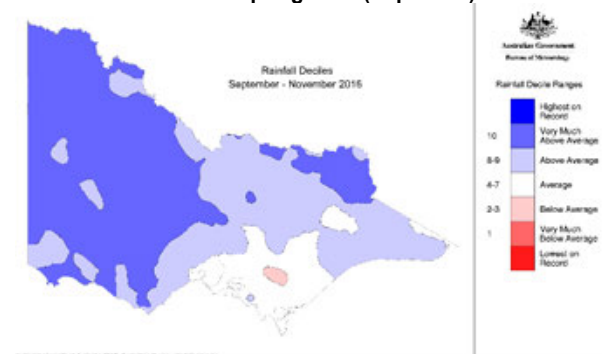 Rainfall Deciles
September - November 2016
Australian Government
Bureau of Meteorology
Rainfall Decile Ranges
Highest on
Record
10
Very Much
Above Average
8-9
Above Average
4-7
Average
2-3
Below Average
1
Very Much
Below Average
Lowest on
Record